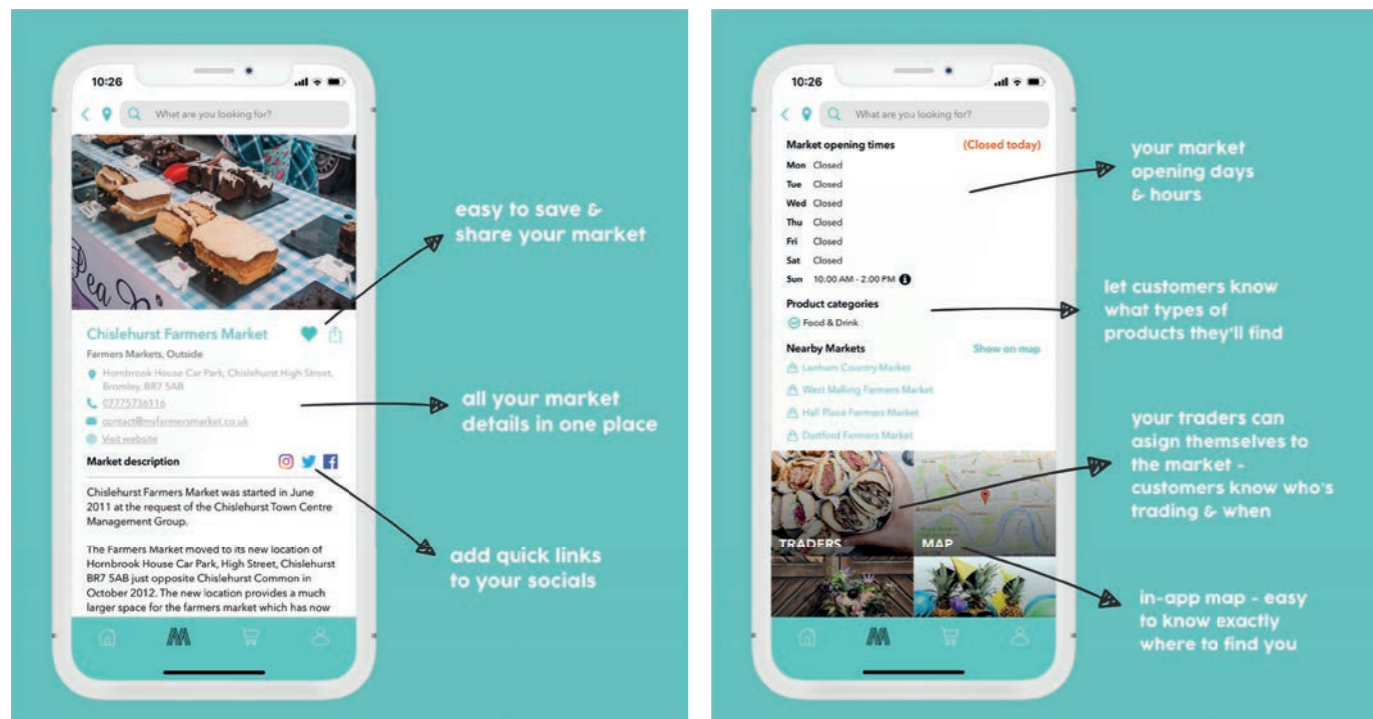 10:26
What are you looking for?
Pea
Chislehurst Farmers Market
Farmers Markets, Outside
Hornbrook House Car Park, Chislehurst High Street,
Bromley, BR7 5AB
07775736116
contact@myfarmersmarket.co.uk
Visit website
Market description
Chislehurst Farmers Market was started in June
2011 at the request of the Chislehurst Town Centre
Management Group.
The Farmers Market moved to its new location of
Hornbrook House Car Park, High Street, Chislehurst
BR7 5AB just opposite Chislehurst Common in
October 2012. The new location provides a much
larger space for the farmers market which has now
easy to save &
share your market
all your market
details in one place
add quick links
to your socials
10:26
What are you looking for?
Market opening times (Closed today)
Mon Closed
Tue Closed
Wed Closed
Thu Closed
Fri Closed
Sat Closed
Sun 10:00 AM - 2:00 PM
Product categories
Food & Drink
Nearby Markets Show on map
Lenham Country Market
West Malling Farmers Market
Hall Place Farmers Market
Dartford Farmers Market
TRADERS
MAP
your market
opening days
& hours
let customers know
what types of
products they'll find
your traders can
asign themselves to
the market -
customers know who's
trading & when
in-app map - easy
to know exactly
where to find you